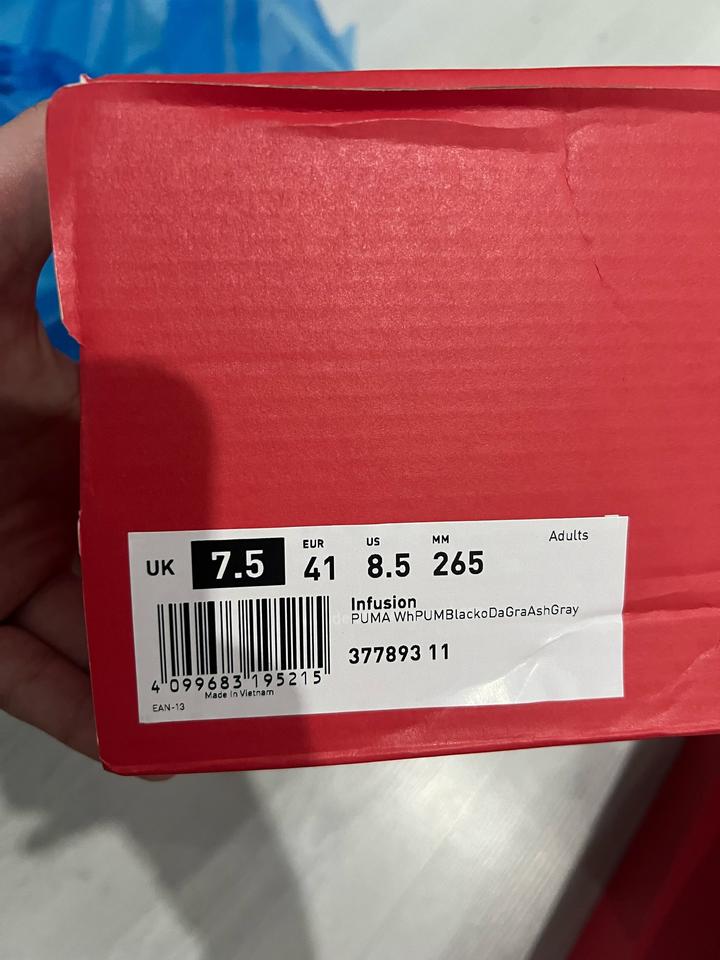 Adults
UK 7.5 EUR 41 US 8.5 MM 265
Infusion
PUMA WhPUMBlackoDaGraAshGray
377893 11
4 099683 195215
Made In Vietnam
EAN-13